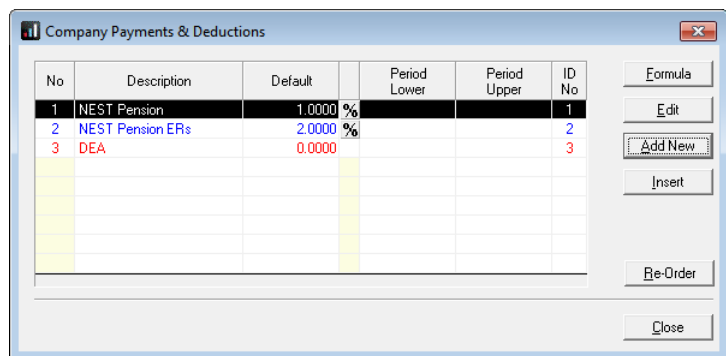 Company Payments & Deductions
No Description Default Period Lower Period Upper ID No
1 NEST Pension 1.0000 % 1
2 NEST Pension ERs 2.0000 % 2
3 DEA 0.0000 3
Formula
Edit
Add New
Insert
Re-Order
Close